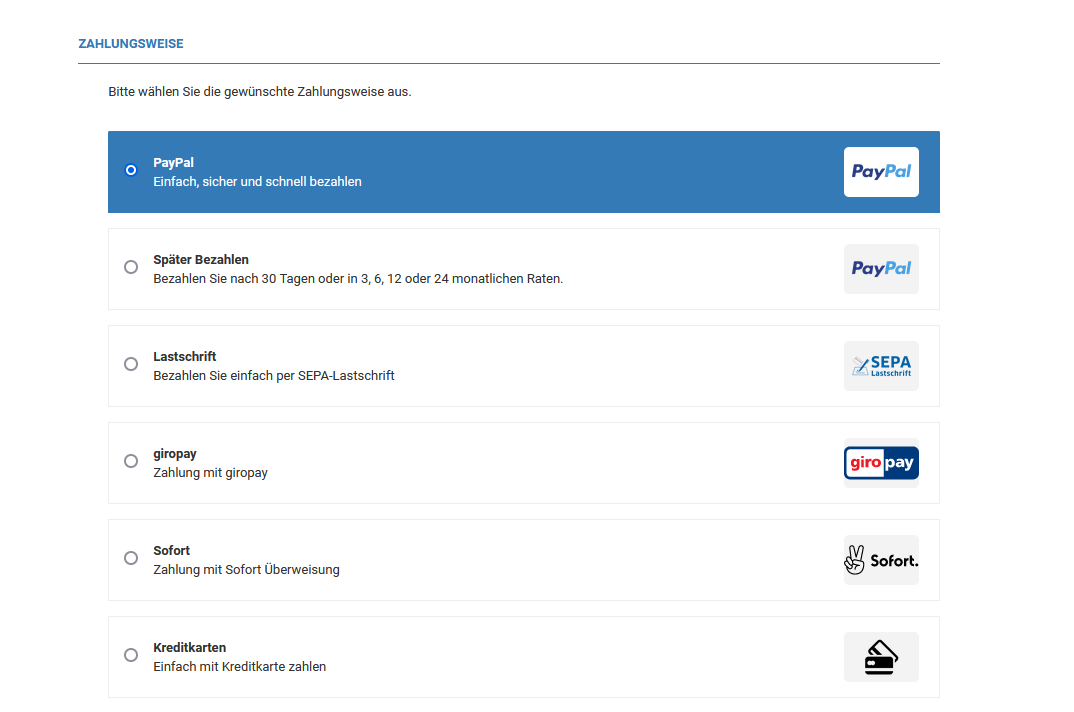 ZAHLUNGSWEISE
Bitte wählen Sie die gewünschte Zahlungsweise aus.
PayPal
Einfach, sicher und schnell bezahlen
PayPal
Später Bezahlen
Bezahlen Sie nach 30 Tagen oder in 3, 6, 12 oder 24 monatlichen Raten.
PayPal
Lastschrift
Bezahlen Sie einfach per SEPA-Lastschrift
SEPA
Lastschrift
giropay
Zahlung mit giropay
giropay
Sofort
Zahlung mit Sofort Überweisung
Sofort.
Kreditkarten
Einfach mit Kreditkarte zahlen